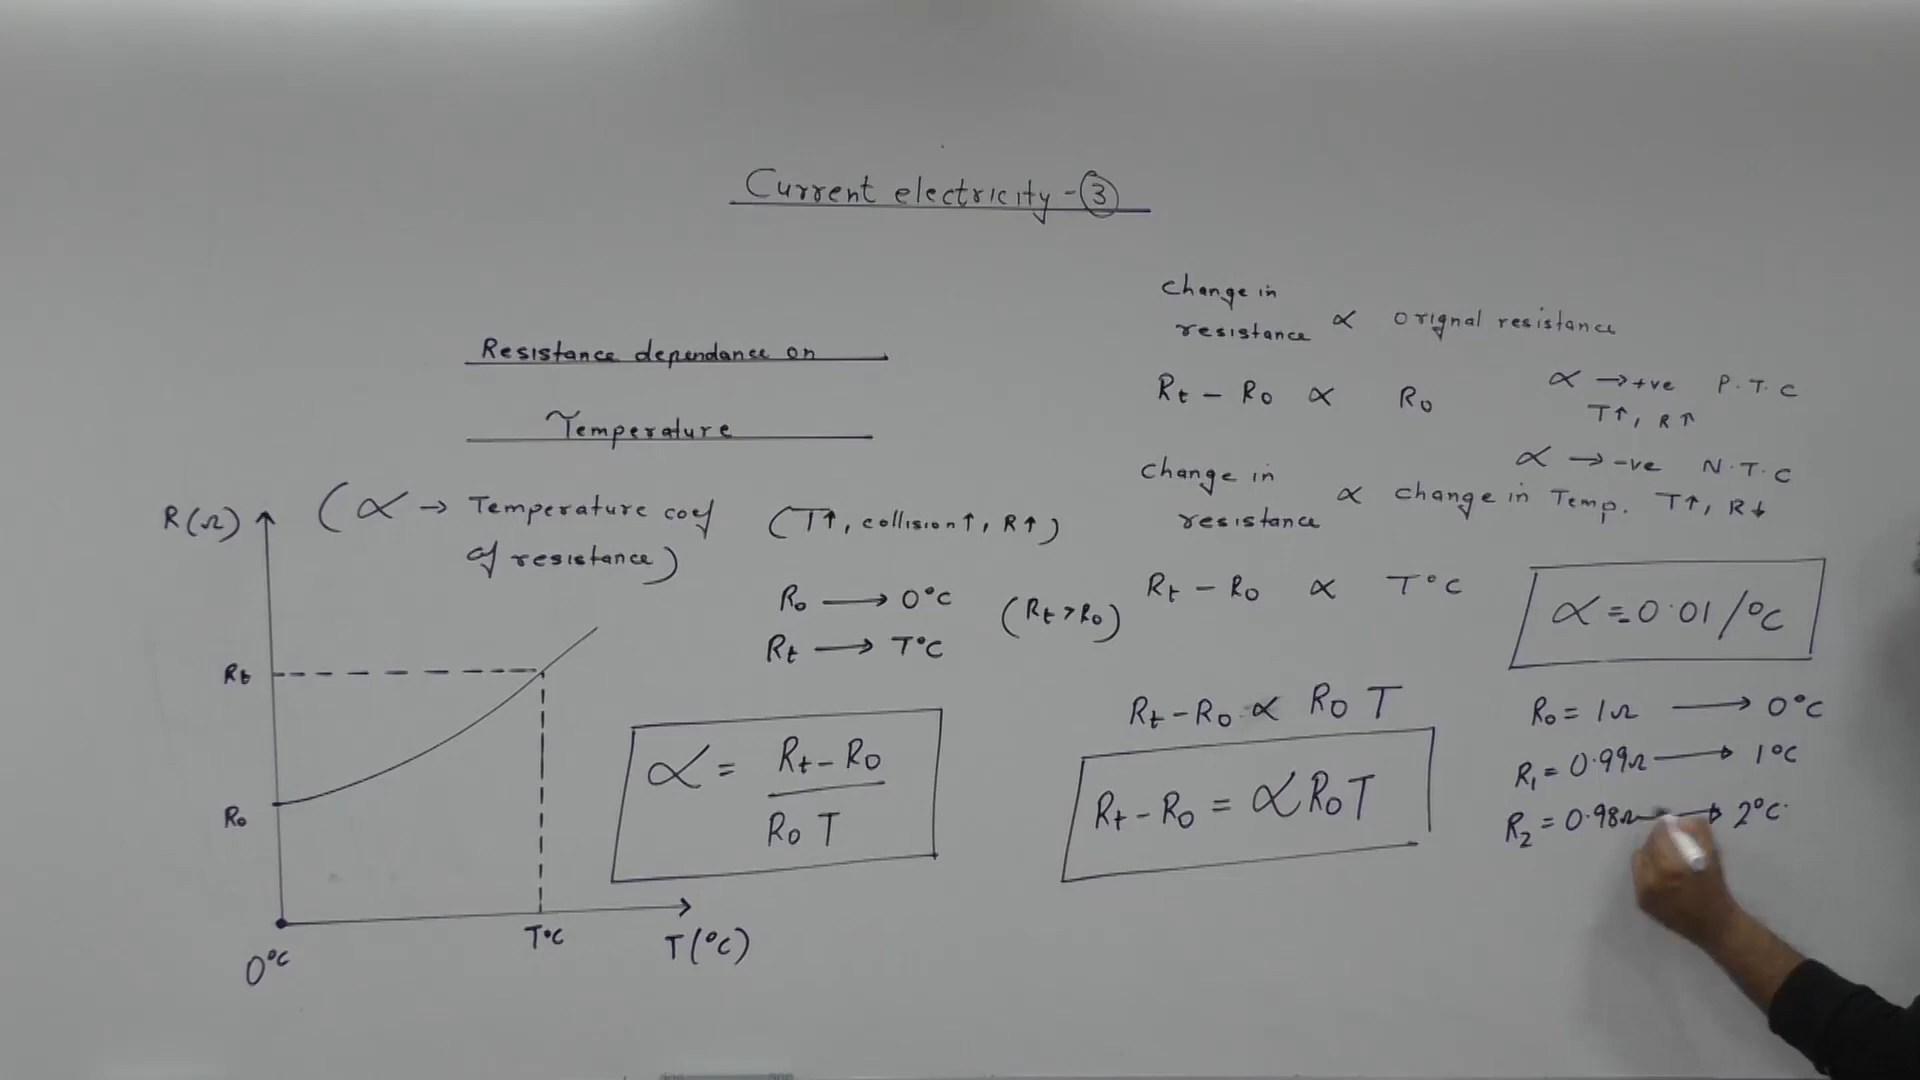 Current electricity - ③
Resistance dependance on
Temperature
R(Ω)
(∝ → Temperature coef
of resistance)
(T↑, collision↑, R↑)
R₀ → 0°C
Rₜ → T°C
(Rₜ > R₀)
Rₜ
R₀
0°C
T°C
T(°C)
∝ = Rₜ - R₀
R₀ T
Change in
resistance ∝ orignal resistance
Rₜ - R₀ ∝ R₀
Change in
resistance ∝ change in Temp.
Rₜ - R₀ ∝ T°C
Rₜ - R₀ ∝ R₀ T
Rₜ - R₀ = ∝ R₀ T
∝ → +ve P.T.C
T↑, R↑
∝ → -ve N.T.C
T↑, R↓
∝ = 0.01 /°C
R₀ = 1Ω → 0°C
R₁ = 0.99Ω → 1°C
R₂ = 0.98Ω → 2°C